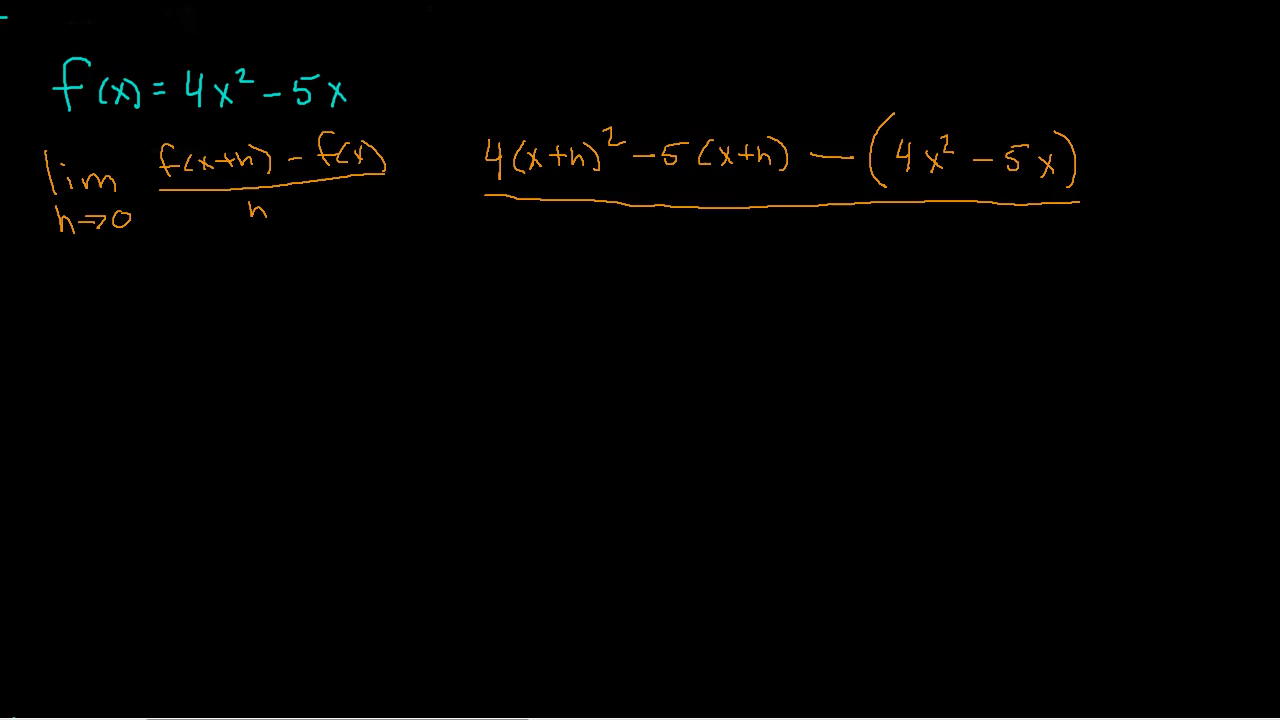 f(x) = 4x² - 5x
lim h→0 (f(x+h) - f(x))/h
4(x+h)² - 5(x+h) - (4x² - 5x)